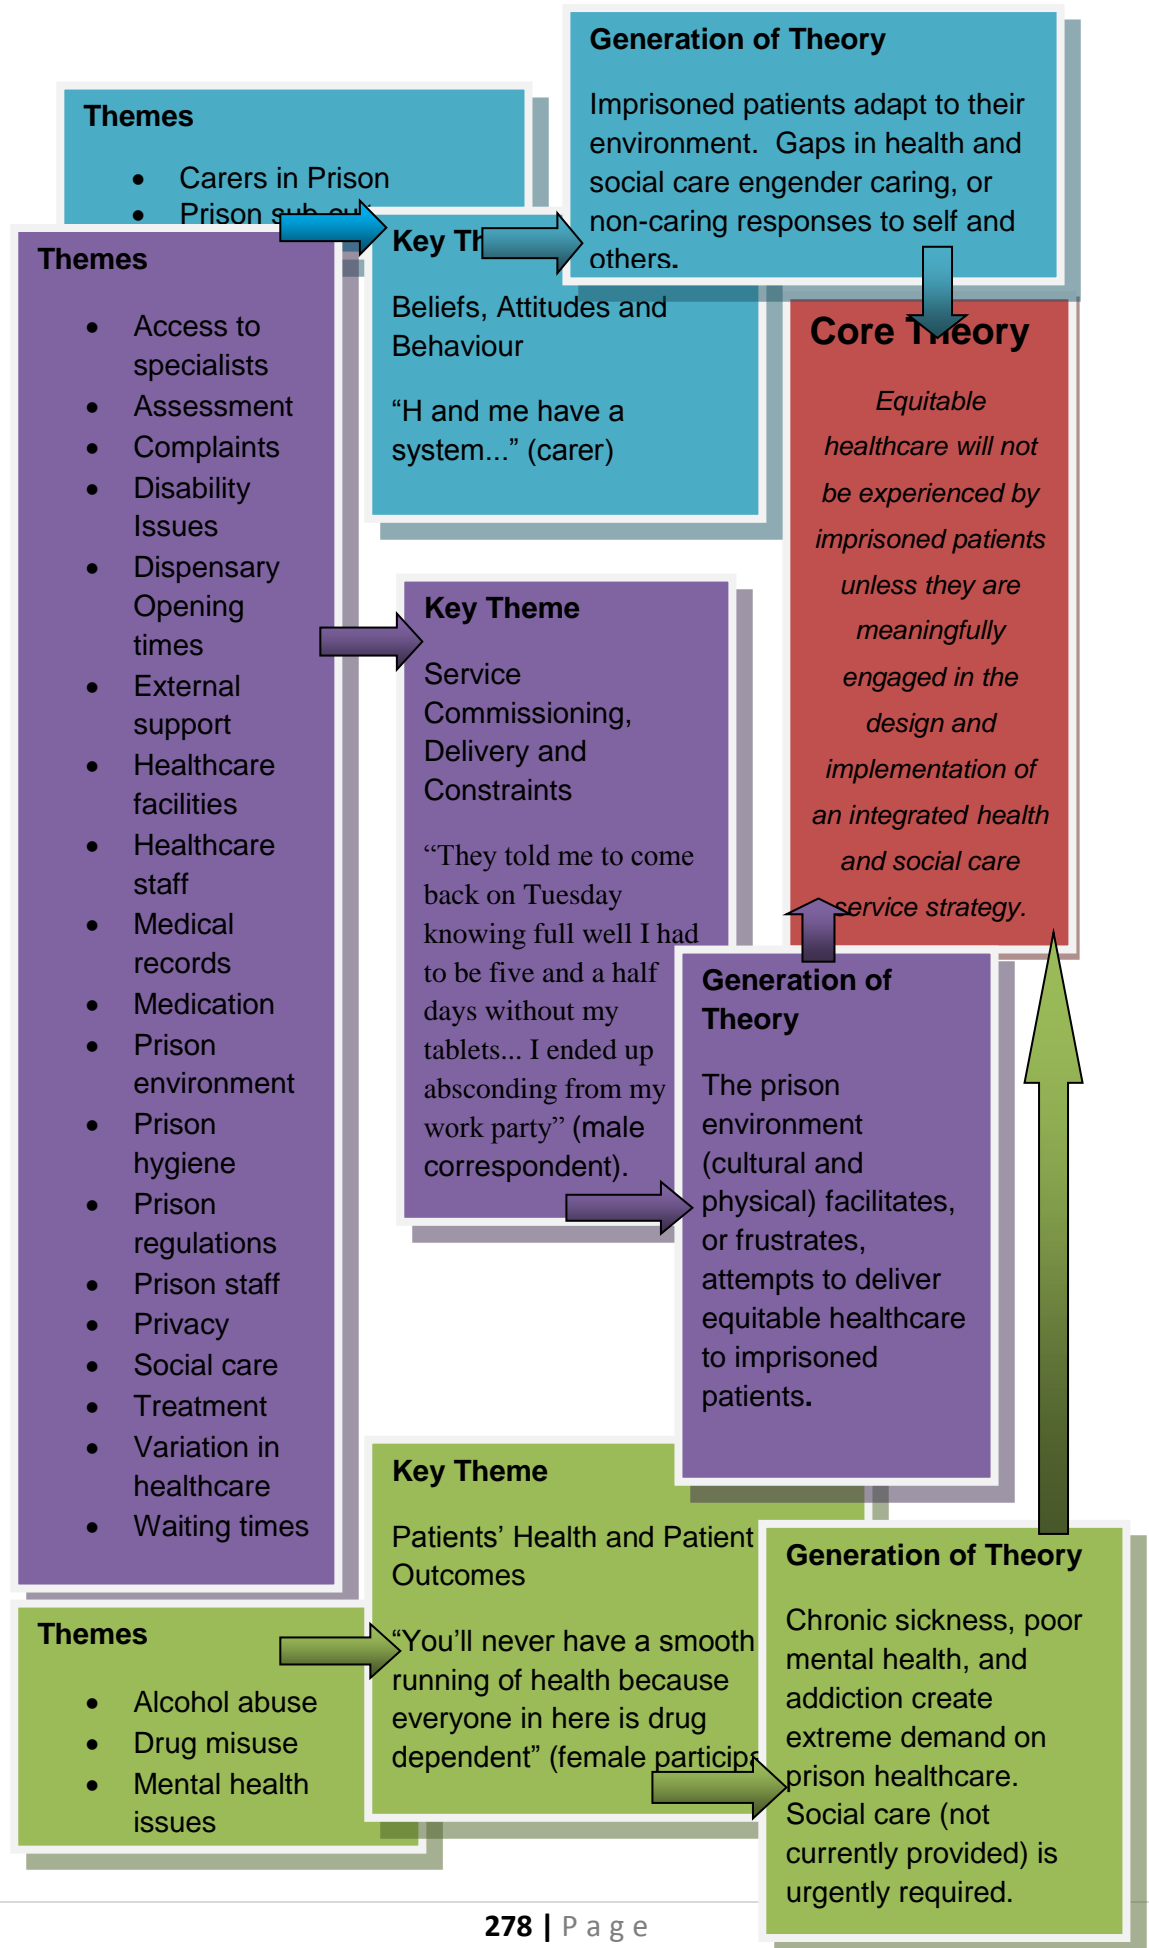 Generation of Theory
Imprisoned patients adapt to their
environment.  Gaps in health and
social care engender caring, or
non-caring responses to self and
others.
Themes
• Carers in Prison
• Prison
Key
Beliefs, Attitudes and
Behaviour
“H and me have a
system...” (carer)
Themes
• Access to
specialists
• Assessment
• Complaints
• Disability
Issues
• Dispensary
Opening
times
• External
support
• Healthcare
facilities
• Healthcare
staff
• Medical
records
• Medication
• Prison
environment
• Prison
hygiene
• Prison
regulations
• Prison staff
• Privacy
• Social care
• Treatment
• Variation in
healthcare
• Waiting times
Key Theme
Service
Commissioning,
Delivery and
Constraints
“They told me to come
back on Tuesday
knowing full well I had
to be five and a half
days without my
tablets... I ended up
absconding from my
work party” (male
correspondent).
Core Theory
Equitable
healthcare will not
be experienced by
imprisoned patients
unless they are
meaningfully
engaged in the
design and
implementation of
an integrated health
and social care
service strategy.
Generation of
Theory
The prison
environment
(cultural and
physical) facilitates,
or frustrates,
attempts to deliver
equitable healthcare
to imprisoned
patients.
Themes
• Alcohol abuse
• Drug misuse
• Mental health
issues
Key Theme
Patients’ Health and Patient
Outcomes
“You’ll never have a smooth
running of health because
everyone in here is drug
dependent” (female
Generation of Theory
Chronic sickness, poor
mental health, and
addiction create
extreme demand on
prison healthcare.
Social care (not
currently provided) is
urgently required.
278 | Page